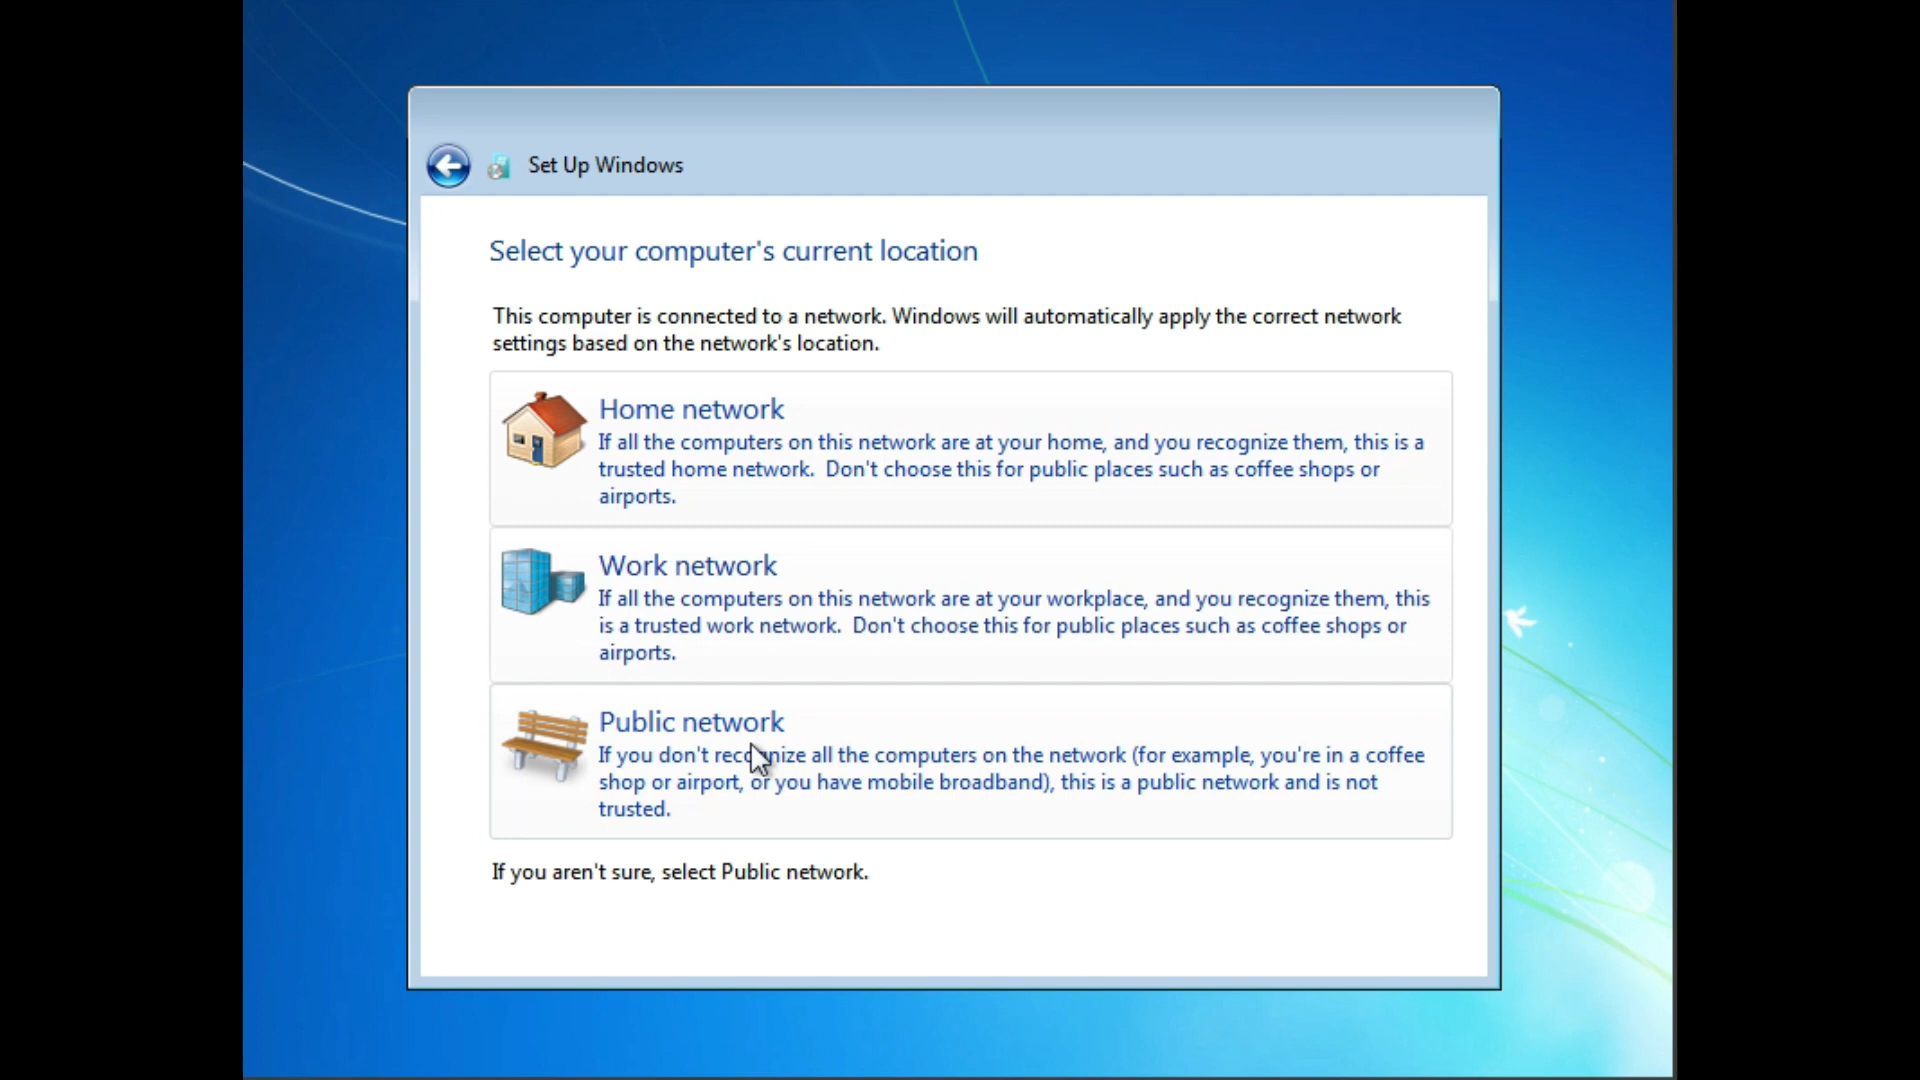 Set Up Windows
Select your computer's current location
This computer is connected to a network. Windows will automatically apply the correct network
settings based on the network's location.
Home network
If all the computers on this network are at your home, and you recognize them, this is a
trusted home network.  Don't choose this for public places such as coffee shops or
airports.
Work network
If all the computers on this network are at your workplace, and you recognize them, this
is a trusted work network.  Don't choose this for public places such as coffee shops or
airports.
Public network
If you don't recognize all the computers on the network (for example, you're in a coffee
shop or airport, or you have mobile broadband), this is a public network and is not
trusted.
If you aren't sure, select Public network.